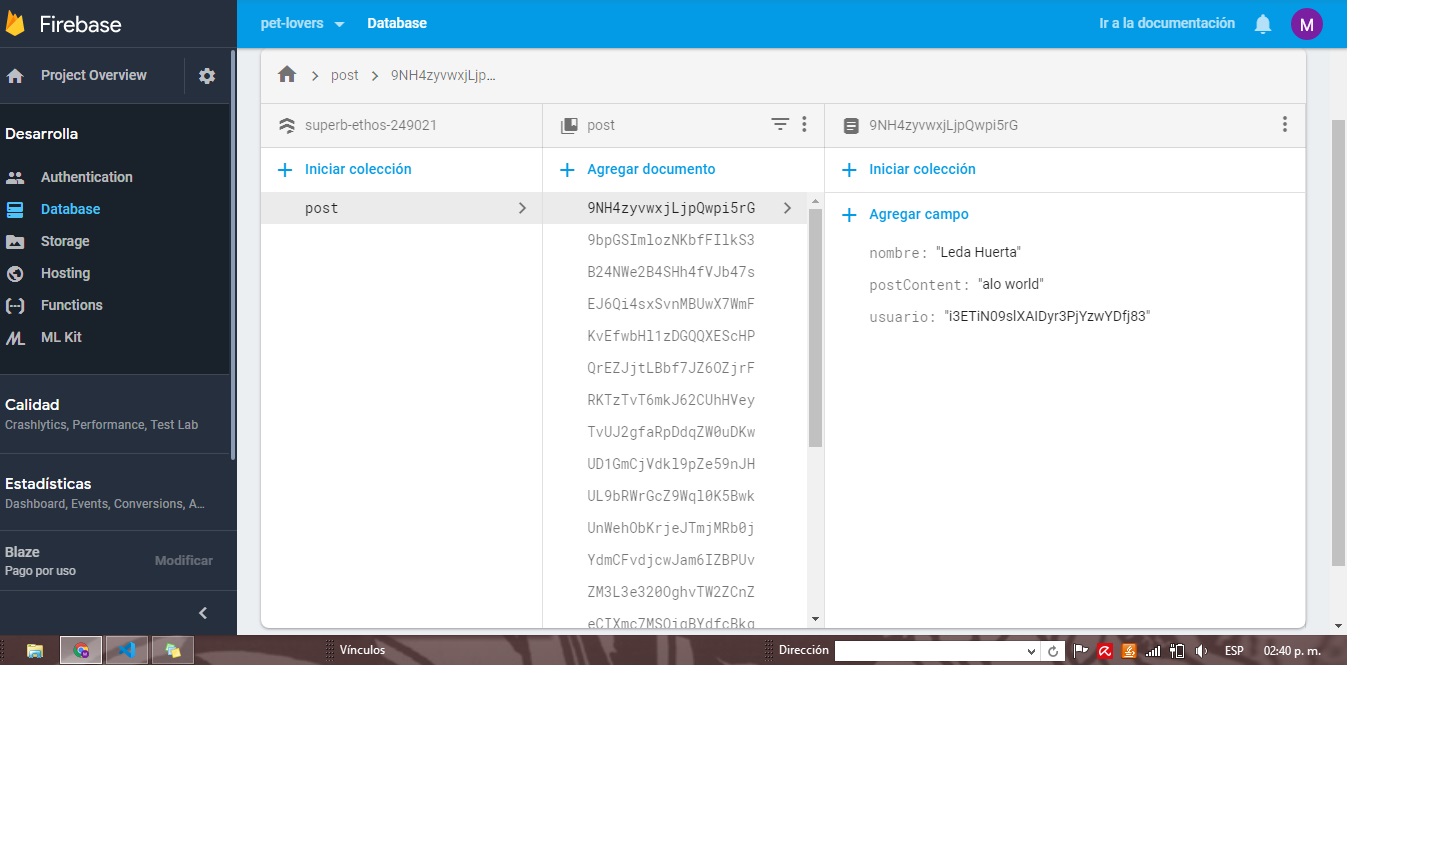 Firebase
pet-lovers
Database
Ir a la documentación
M
Project Overview
post
9NH4zyvwxjLjp...
Desarrolla
Authentication
Database
Storage
Hosting
Functions
ML Kit
Calidad
Crashlytics, Performance, Test Lab
Estadísticas
Dashboard, Events, Conversions, A...
Blaze
Pago por uso
Modificar
superb-ethos-249021
Iniciar colección
post
post
Agregar documento
9NH4zyvwxjLjpQwpi5rG
9bpGSImlozNKbfFIlkS3
B24NWe2B4SHh4fVJb47s
EJ6Qi4sxSvnMBUwX7WmF
KvEfwbHl1zDGQQXEScHP
QrEZJjtLBbf7JZ6OZjrF
RKTzTvT6mkJ62CUhHVey
TvUJ2gfaRpDdqZW0uDKw
UD1GmCjVdkl9pZe59nJH
UL9bRWrGcZ9Wql0K5Bwk
UnWehObKrjeJTmjMRb0j
YdmCFvdjcwJam6IZBPUv
ZM3L3e320OghvTW2ZCnZ
9NH4zyvwxjLjpQwpi5rG
Iniciar colección
Agregar campo
nombre: "Leda Huerta"
postContent: "alo world"
usuario: "i3ETiN09slXAIDyr3PjYzwYDfj83"
Vínculos
Dirección
ESP
02:40 p. m.